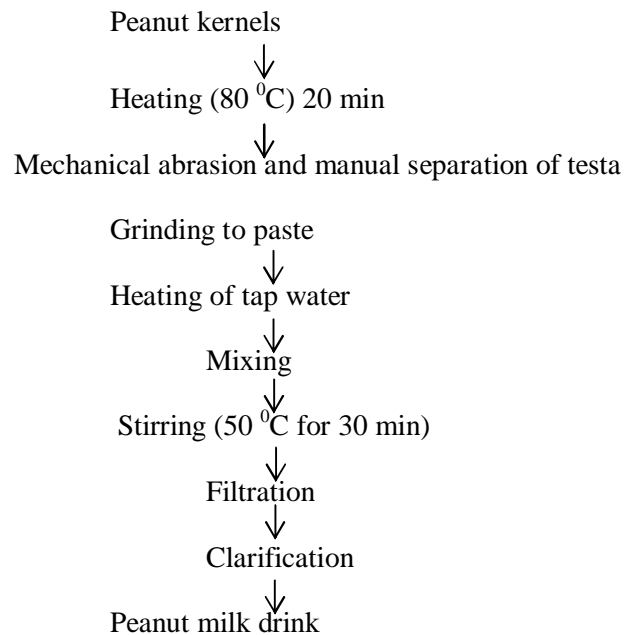 Peanut kernels
Heating (80 ⁰C) 20 min
Mechanical abrasion and manual separation of testa
Grinding to paste
Heating of tap water
Mixing
Stirring (50 ⁰C for 30 min)
Filtration
Clarification
Peanut milk drink